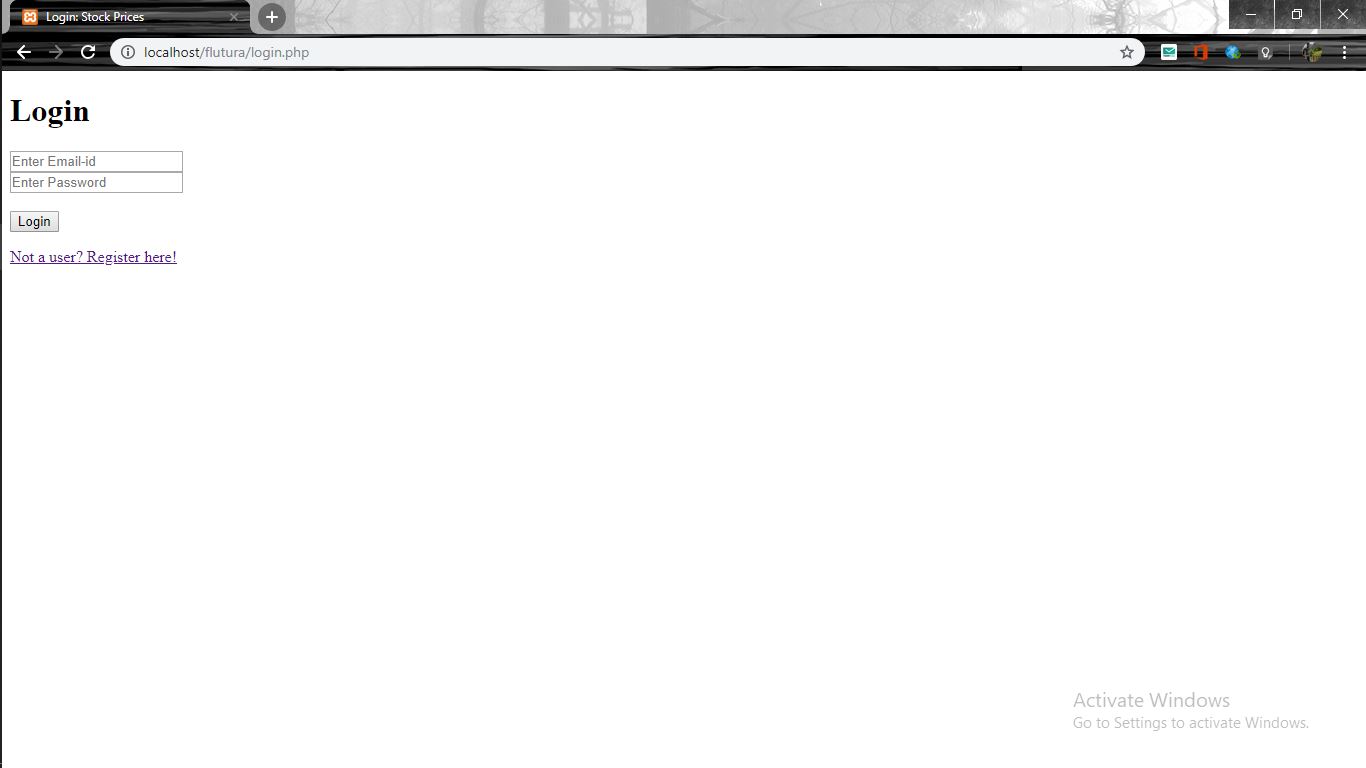 Login: Stock Prices
localhost/flutura/login.php
Login
Enter Email-id
Enter Password
Login
Not a user? Register here!
Activate Windows
Go to Settings to activate Windows.